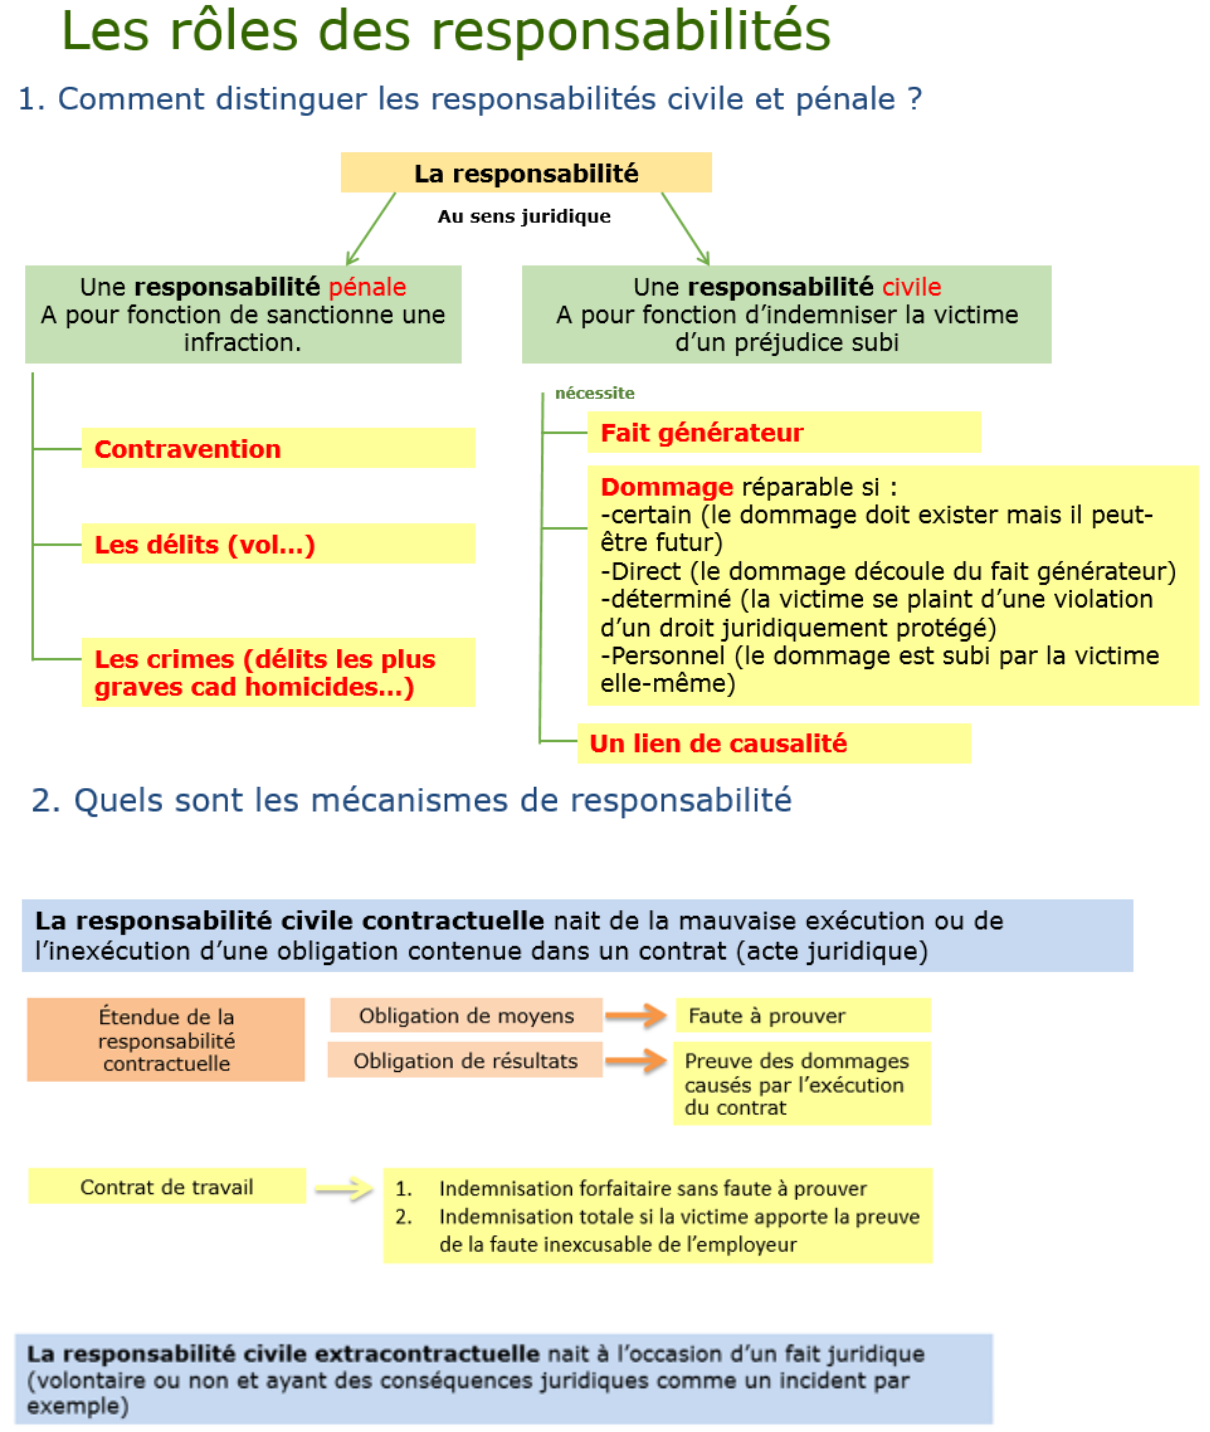 Les rôles des responsabilités
1. Comment distinguer les responsabilités civile et pénale ?
La responsabilité
Au sens juridique
Une responsabilité pénale
A pour fonction de sanctionne une
infraction.
Contravention
Les délits (vol...)
Les crimes (délits les plus
graves cad homicides...)
Une responsabilité civile
A pour fonction d’indemniser la victime
d’un préjudice subi
nécessite
Fait générateur
Dommage réparable si :
-certain (le dommage doit exister mais il peut-
être futur)
-Direct (le dommage découle du fait générateur)
-déterminé (la victime se plaint d’une violation
d’un droit juridiquement protégé)
-Personnel (le dommage est subi par la victime
elle-même)
Un lien de causalité
2. Quels sont les mécanismes de responsabilité
La responsabilité civile contractuelle nait de la mauvaise exécution ou de
l’inexécution d’une obligation contenue dans un contrat (acte juridique)
Étendue de la
responsabilité
contractuelle
Obligation de moyens
Faute à prouver
Obligation de résultats
Preuve des dommages
causés par l’exécution
du contrat
Contrat de travail
1. Indemnisation forfaitaire sans faute à prouver
2. Indemnisation totale si la victime apporte la preuve
de la faute inexcusable de l’employeur
La responsabilité civile extracontractuelle nait à l’occasion d’un fait juridique
(volontaire ou non et ayant des conséquences juridiques comme un incident par
exemple)